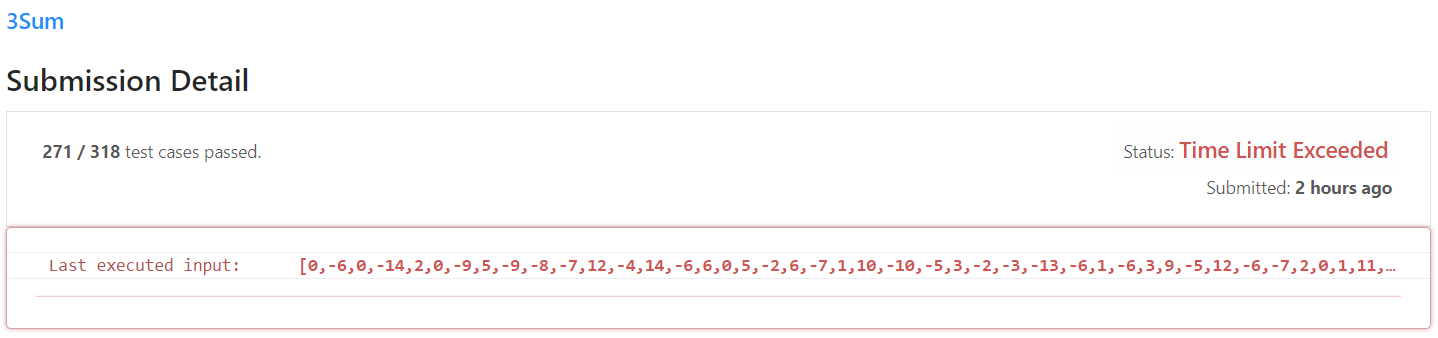 3Sum
Submission Detail
271 / 318 test cases passed.
Status: Time Limit Exceeded
Submitted: 2 hours ago
Last executed input: [0,-6,0,-14,2,0,-9,5,-9,-8,-7,12,-4,14,-6,6,0,5,-2,6,-7,1,10,-10,-5,3,-2,-3,-13,-6,1,-6,3,9,-5,12,-6,-7,2,0,1,11,…